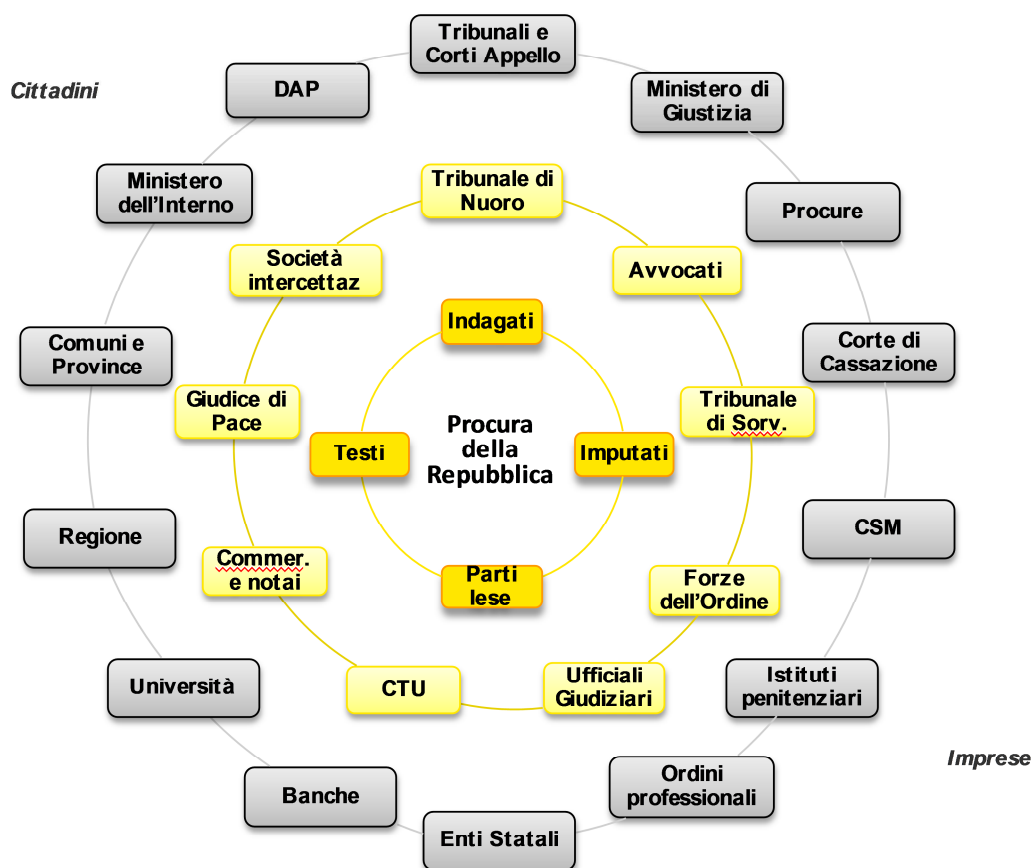 Tribunali e
Corti Appello
Cittadini
DAP
Ministero di
Giustizia
Ministero
dell'Interno
Tribunale di
Nuoro
Procure
Società
intercettaz
Avvocati
Indagati
Comuni e
Province
Corte di
Cassazione
Giudice di
Pace
Tribunale
di Sorv.
Testi
Procura
della
Repubblica
Imputati
Regione
CSM
Commer.
e notai
Parti
lese
Forze
dell'Ordine
Università
CTU
Ufficiali
Giudiziari
Istituti
penitenziari
Imprese
Banche
Ordini
professionali
Enti Statali